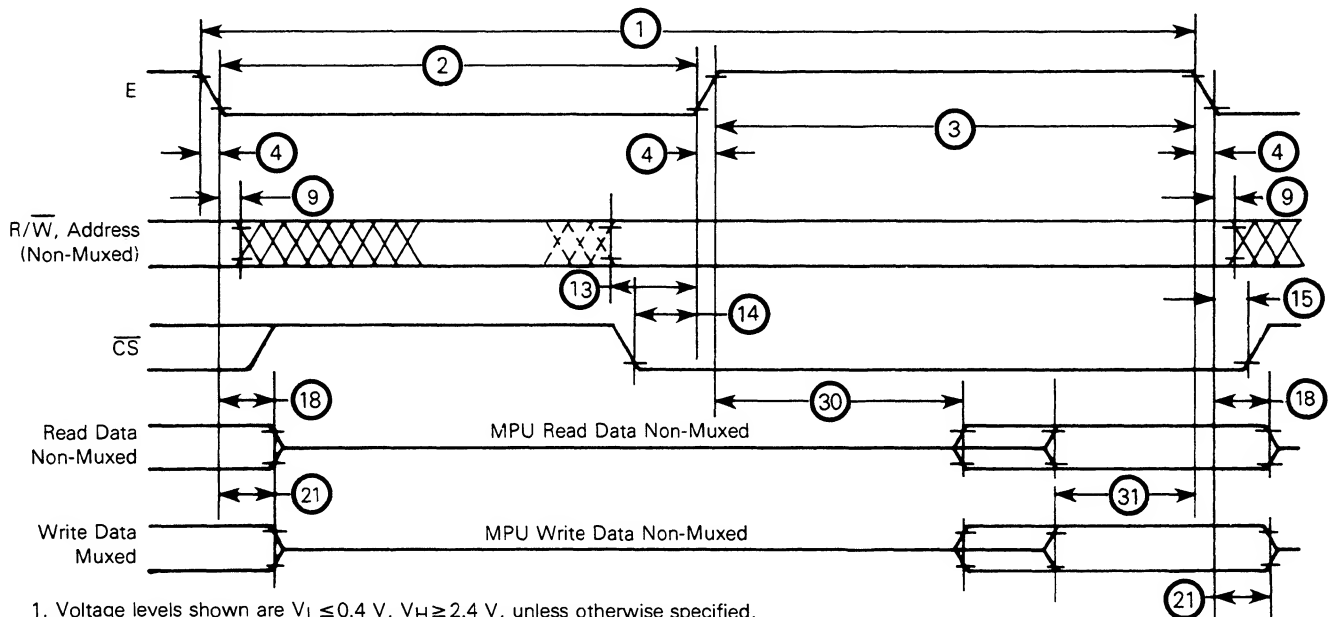 1
2
E
3
4
4
4
9
9
R/W̅, Address
(Non-Muxed)
13
14
15
C̅S̅
18
30
18
Read Data
Non-Muxed
MPU Read Data Non-Muxed
21
31
Write Data
Muxed
MPU Write Data Non-Muxed
21
1. Voltage levels shown are VL ≤0.4 V, VH ≥2.4 V, unless otherwise specified.